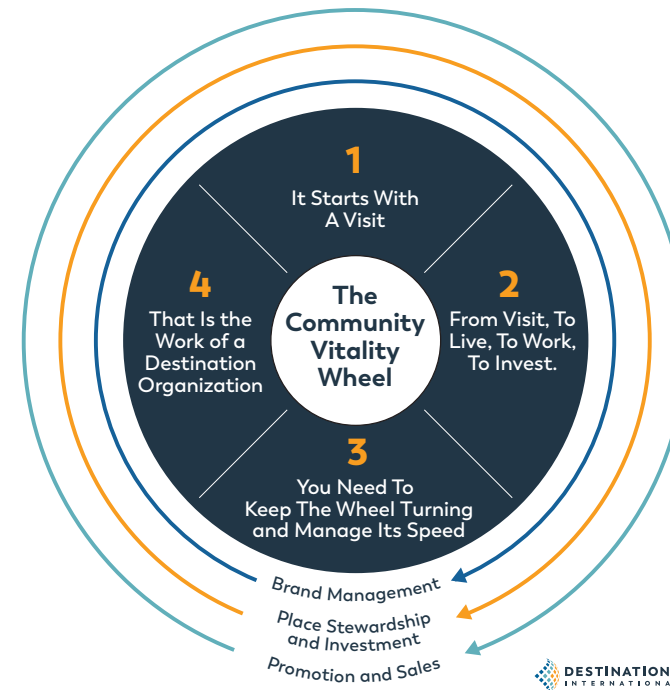 1
It Starts With
A Visit
4
That Is the
Work of a
Destination
Organization
The
Community
Vitality
Wheel
2
From Visit, To
Live, To Work,
To Invest.
3
You Need To
Keep The Wheel Turning
and Manage Its Speed
Brand Management
Place Stewardship
and Investment
Promotion and Sales
DESTINATION
INTERNATIONA